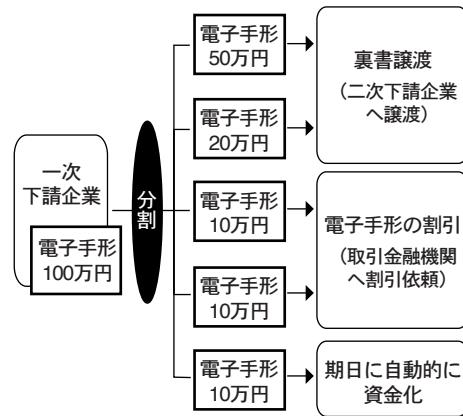 一次
下請企業
電子手形
100万円
分割
電子手形
50万円
電子手形
20万円
電子手形
10万円
電子手形
10万円
電子手形
10万円
裏書譲渡
（二次下請企業
へ譲渡）
電子手形の割引
（取引金融機関
へ割引依頼）
期日に自動的に
資金化